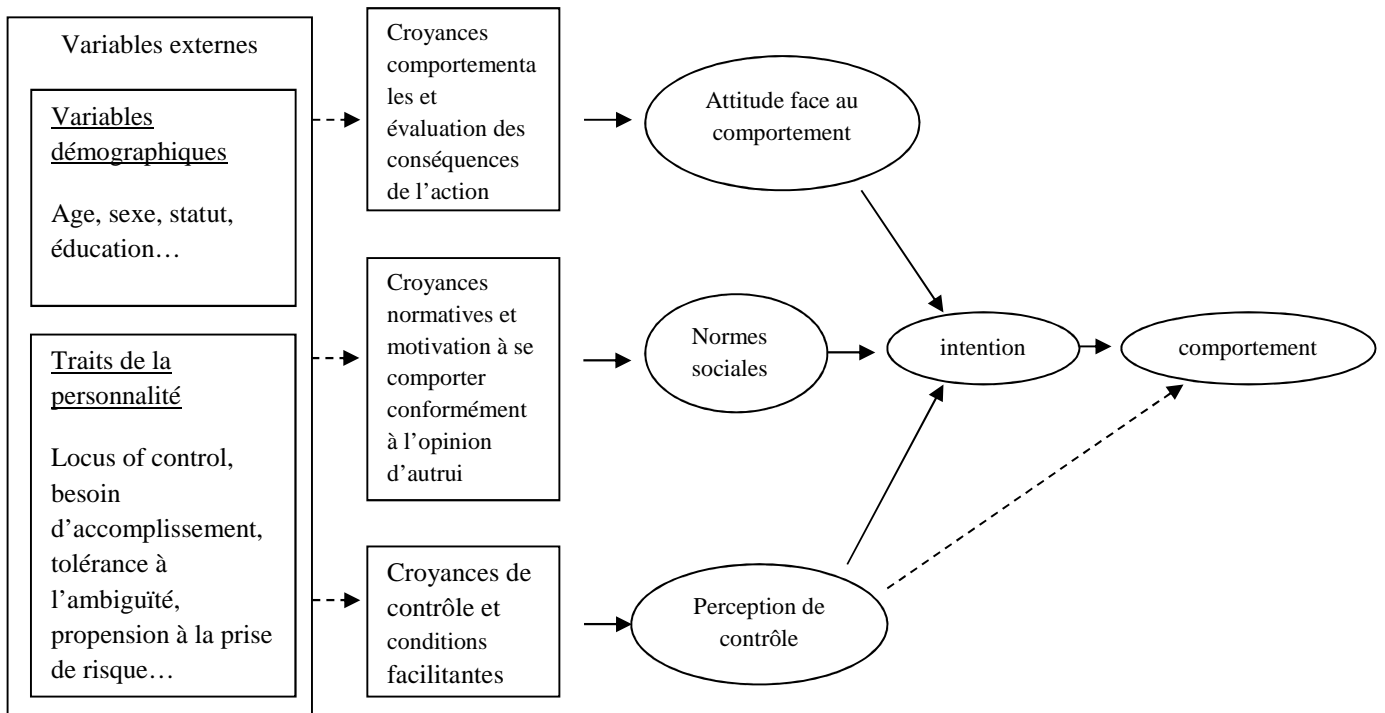 Variables externes
Variables
démographiques
Age, sexe, statut,
éducation…
Traits de la
personnalité
Locus of control,
besoin
d’accomplissement,
tolérance à
l’ambiguïté,
propension à la prise
de risque…
Croyances
comportementa
les et
évaluation des
conséquences
de l’action
Croyances
normatives et
motivation à se
comporter
conformément
à l’opinion
d’autrui
Croyances de
contrôle et
conditions
facilitantes
Attitude face au
comportement
Normes
sociales
Perception de
contrôle
intention
comportement